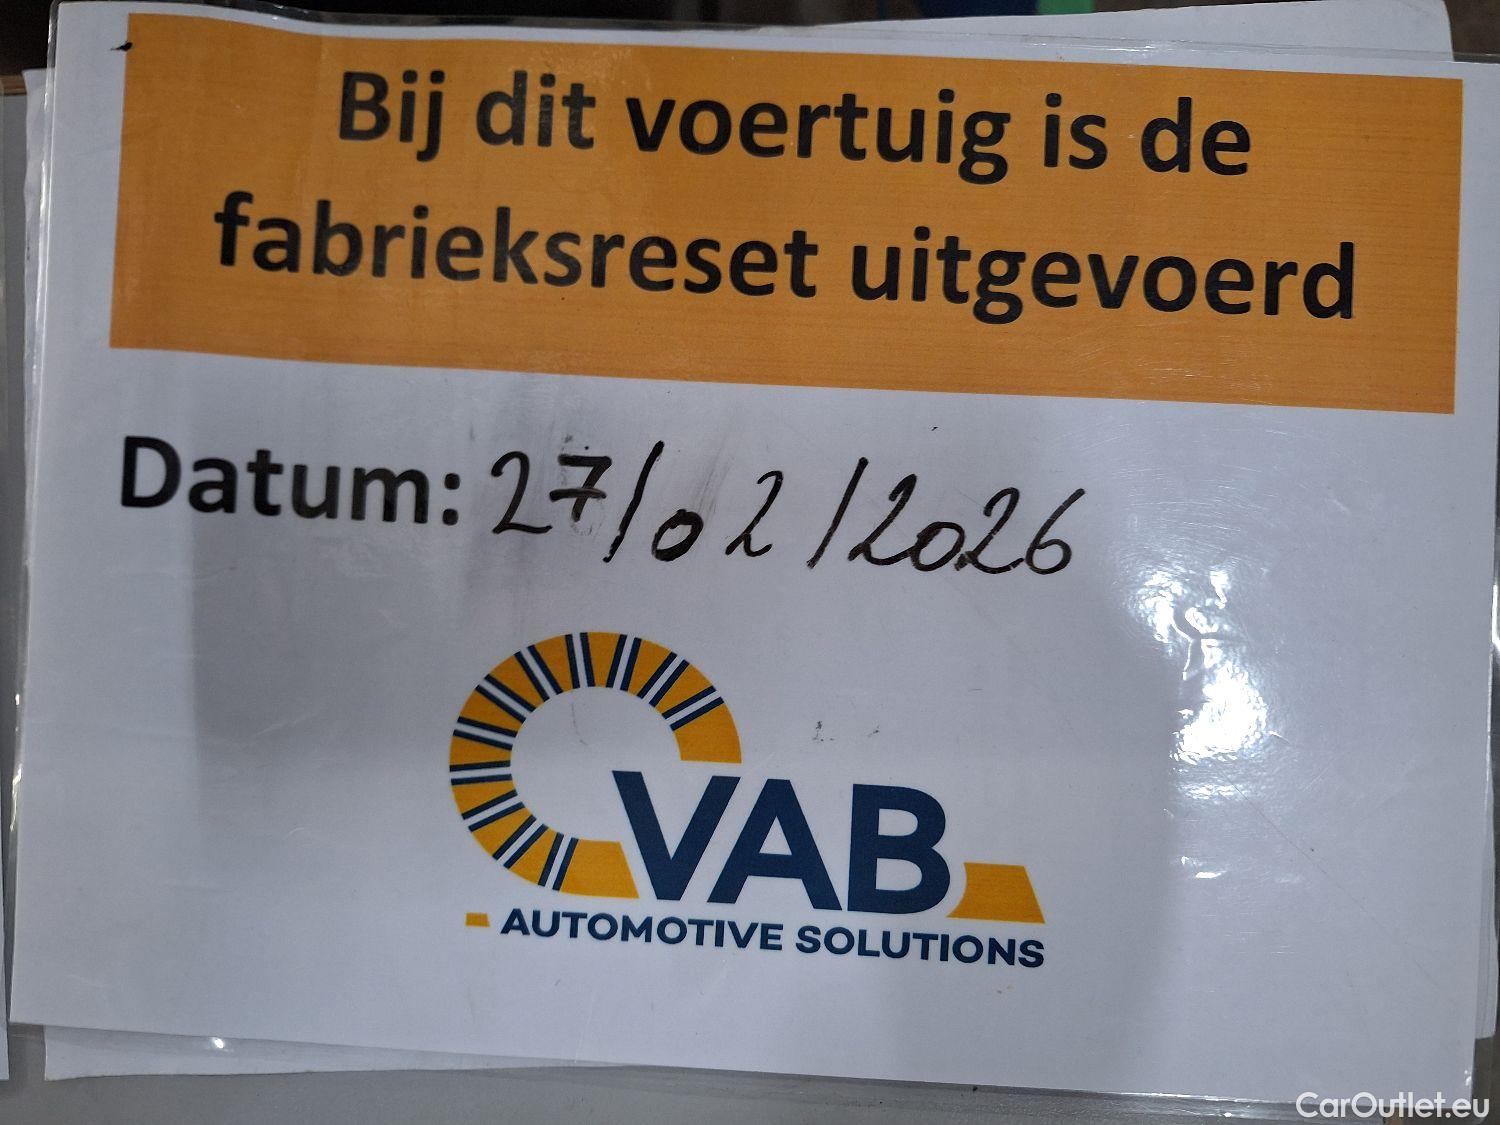 Bij dit voertuig is de
fabrieksreset uitgevoerd
Datum: 27/02/2026
VAB
AUTOMOTIVE SOLUTIONS
CarOutlet.eu